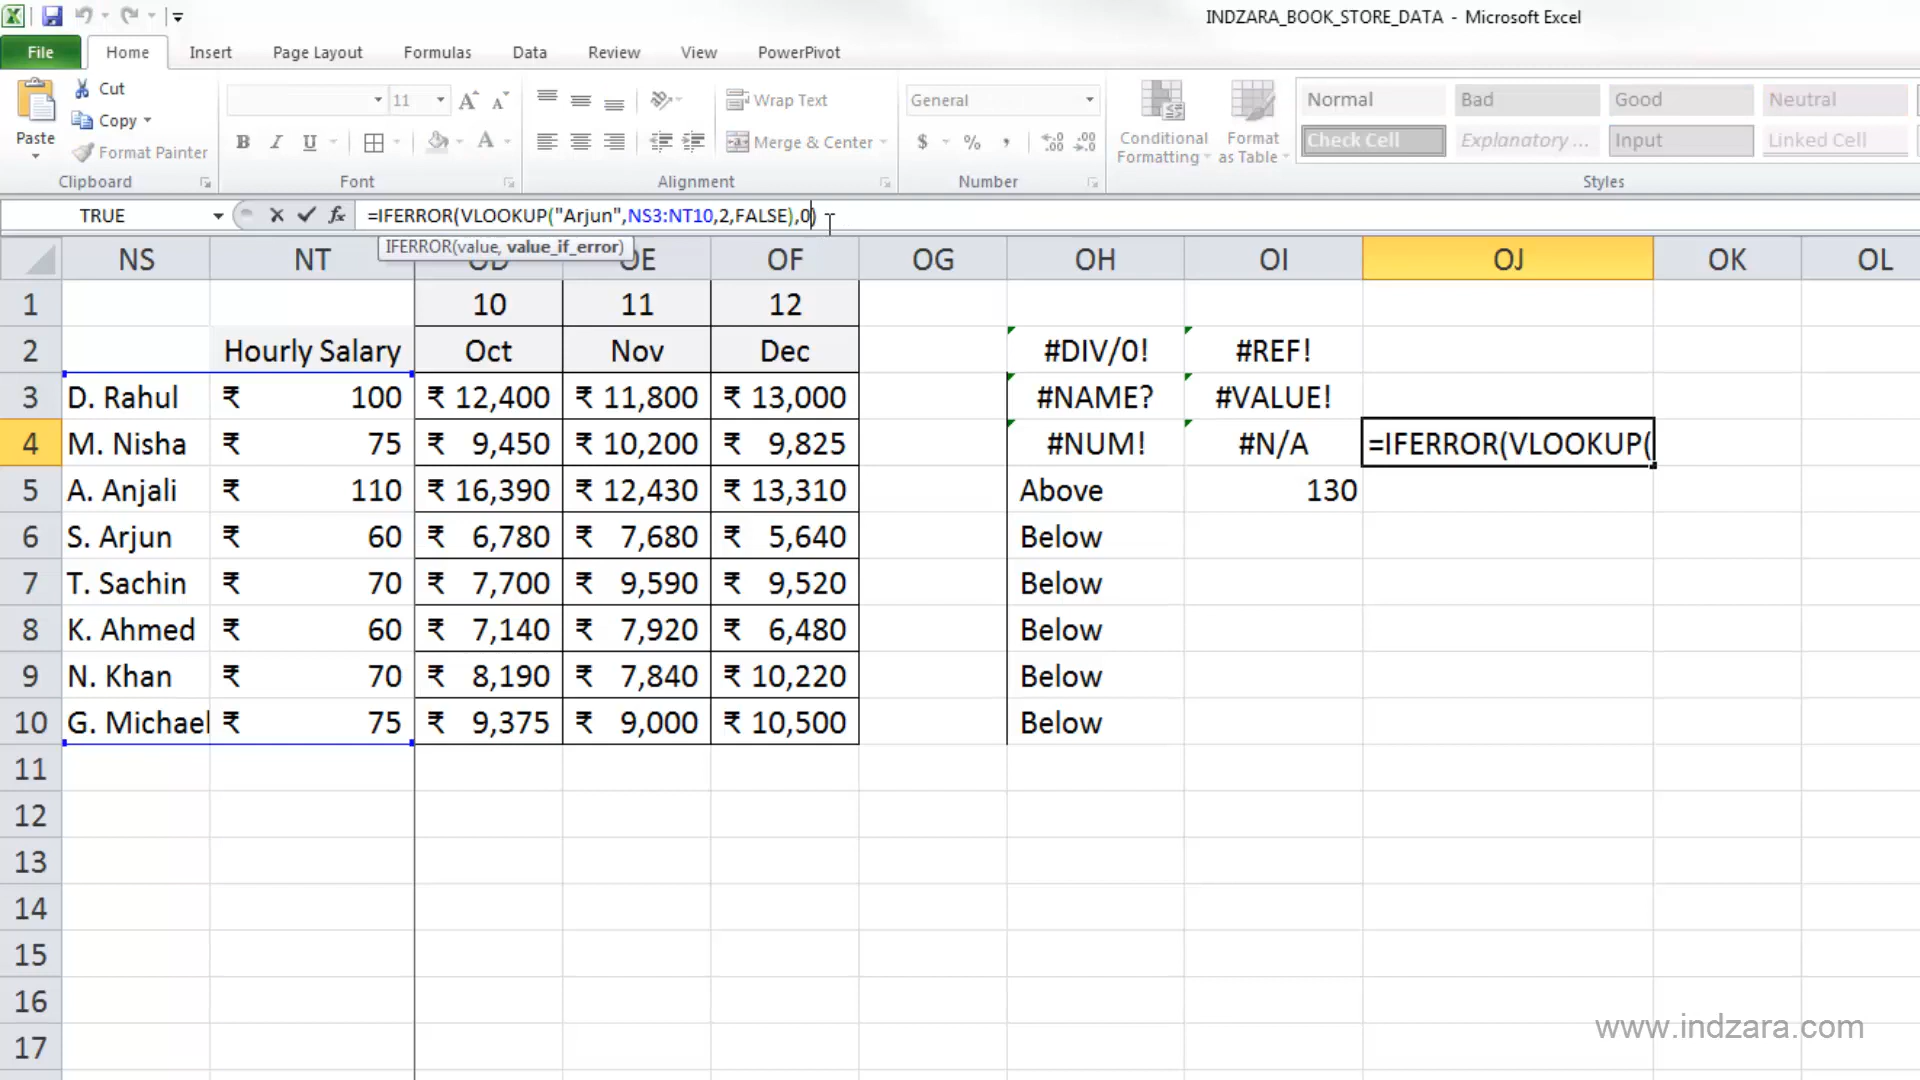 INDZARA_BOOK_STORE_DATA - Microsoft Excel
File Home Insert Page Layout Formulas Data Review View PowerPivot
Paste
Cut
Copy
Format Painter
Clipboard
11
B I U A
Font
Wrap Text
Merge & Center
Alignment
General
$ % ,
Number
Conditional Formatting
Format as Table
Normal Bad Good Neutral
Check Cell Explanatory ... Input Linked Cell
Styles
TRUE fx =IFERROR(VLOOKUP("Arjun",NS3:NT10,2,FALSE),0)
IFERROR(value, value_if_error)
NS NT OD OE OF OG OH OI OJ OK OL
1 10 11 12
2 Hourly Salary Oct Nov Dec #DIV/0! #REF!
3 D. Rahul ₹ 100 ₹ 12,400 ₹ 11,800 ₹ 13,000 #NAME? #VALUE!
4 M. Nisha ₹ 75 ₹ 9,450 ₹ 10,200 ₹ 9,825 #NUM! #N/A =IFERROR(VLOOKUP(
5 A. Anjali ₹ 110 ₹ 16,390 ₹ 12,430 ₹ 13,310 Above 130
6 S. Arjun ₹ 60 ₹ 6,780 ₹ 7,680 ₹ 5,640 Below
7 T. Sachin ₹ 70 ₹ 7,700 ₹ 9,590 ₹ 9,520 Below
8 K. Ahmed ₹ 60 ₹ 7,140 ₹ 7,920 ₹ 6,480 Below
9 N. Khan ₹ 70 ₹ 8,190 ₹ 7,840 ₹ 10,220 Below
10 G. Michael ₹ 75 ₹ 9,375 ₹ 9,000 ₹ 10,500 Below
11
12
13
14
15
16
17
www.indzara.com